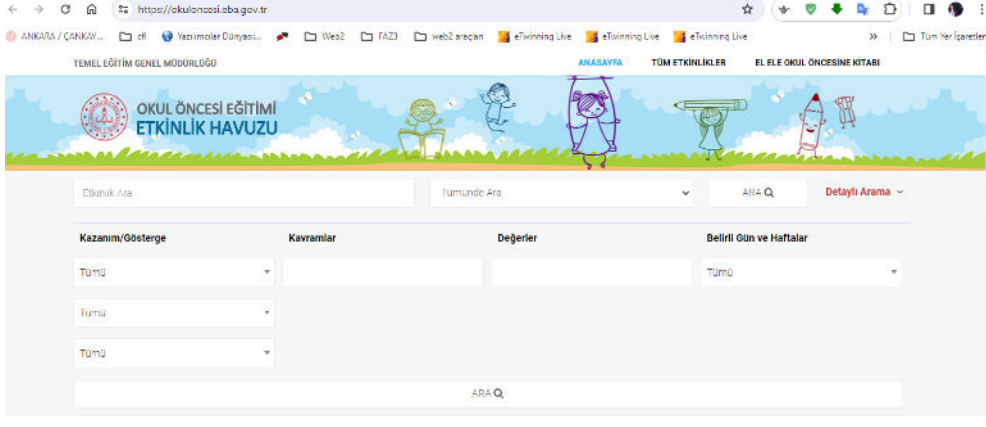 https://okuloncesi.eba.gov.tr
ANKARA / ÇANKAY... cfl Yazılımcılar Dünyası... Web2 FAZ3 web2 araçları eTwinning Live eTwinning Live eTwinning Live » Tüm Yer İşaretleri
TEMEL EĞİTİM GENEL MÜDÜRLÜĞÜ ANASAYFA TÜM ETKİNLİKLER EL ELE OKUL ÖNCESİNE KİTABI
OKUL ÖNCESİ EĞİTİMİ
ETKİNLİK HAVUZU
Etkinlik Ara Tümünde Ara ARA Detaylı Arama
Kazanım/Gösterge Kavramlar Değerler Belirli Gün ve Haftalar
Tümü Tümü
Tümü
Tümü
ARA